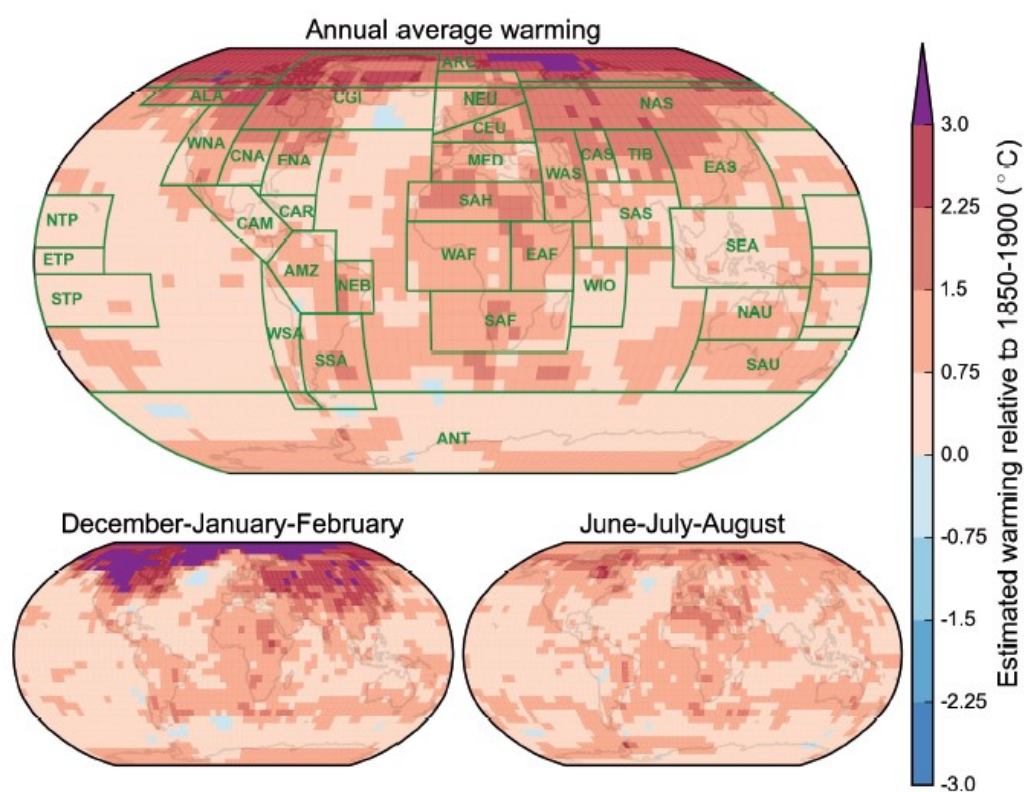 Annual average warming
ARC
ALA
CGI
NEU
NAS
CEU
WNA
CNA
ENA
MED
WAS
CAS
TIB
EAS
SAH
NTP
CAM
CAR
SAS
WAF
EAF
SEA
ETP
AMZ
NEB
WIO
STP
SAF
NAU
WSA
SSA
SAU
ANT
3.0
2.25
1.5
0.75
0.0
-0.75
-1.5
-2.25
-3.0
Estimated warming relative to 1850-1900 (°C)
December-January-February
June-July-August